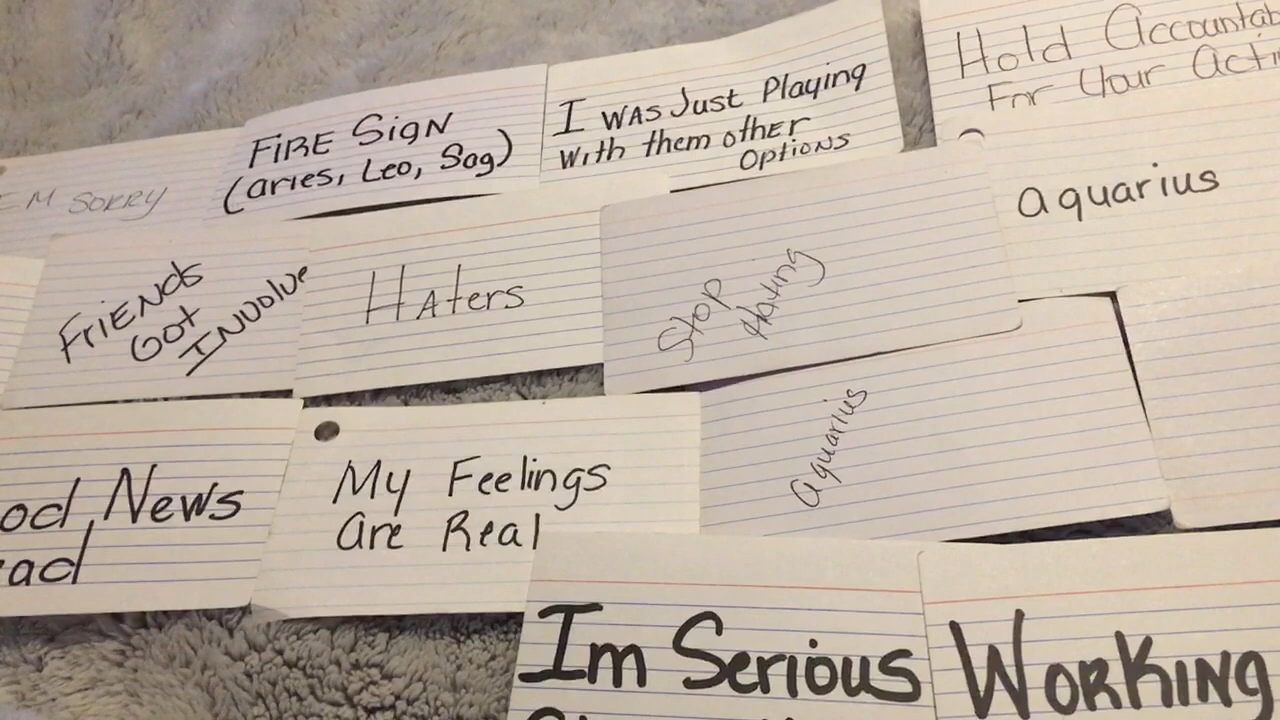 Hold Accountab
For Your Acti
I WAS Just Playing
With them other
Options
FIRE SIGN
(aries, Leo, Sag)
EM SORRY
aquarius
Friends
Got
Involve
Haters
Stop
Hating
aquarius
od News
ad
My Feelings
are Real
Im Serious
WORKING